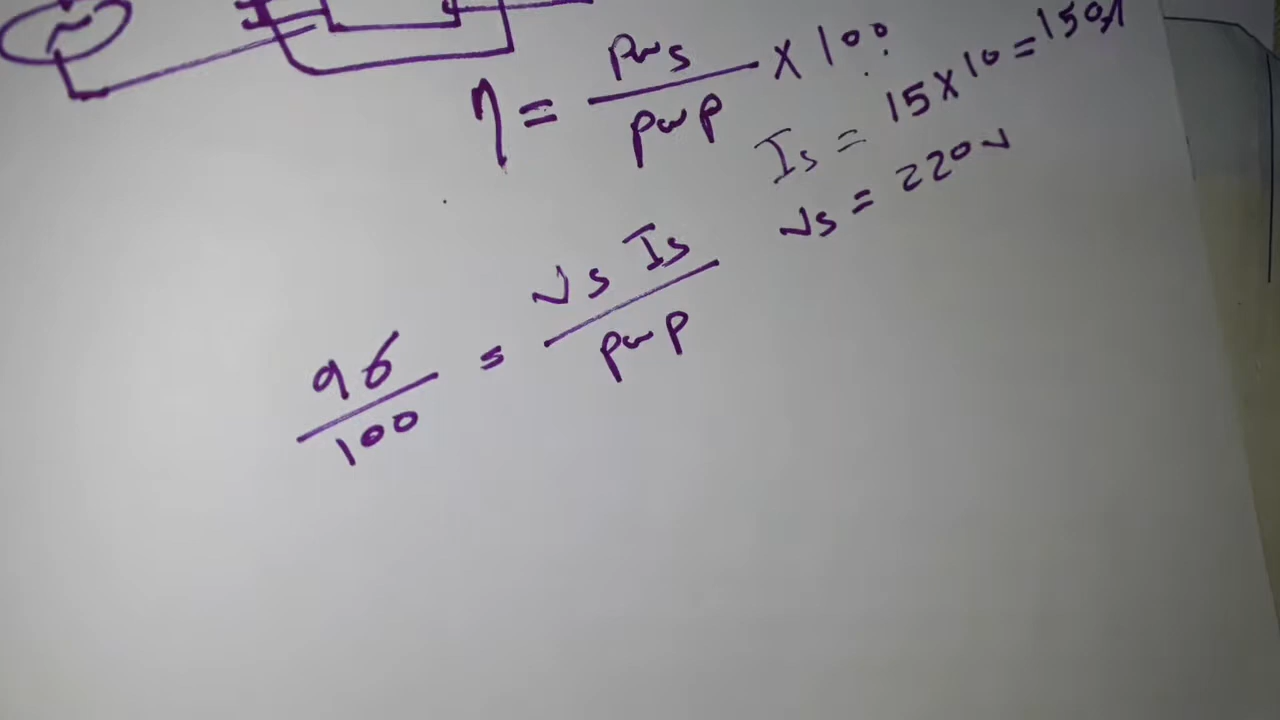 η = pws / pwp × 100
Is = 15 × 10 = 150A
Vs = 220V
96/100 = Vs Is / pwp